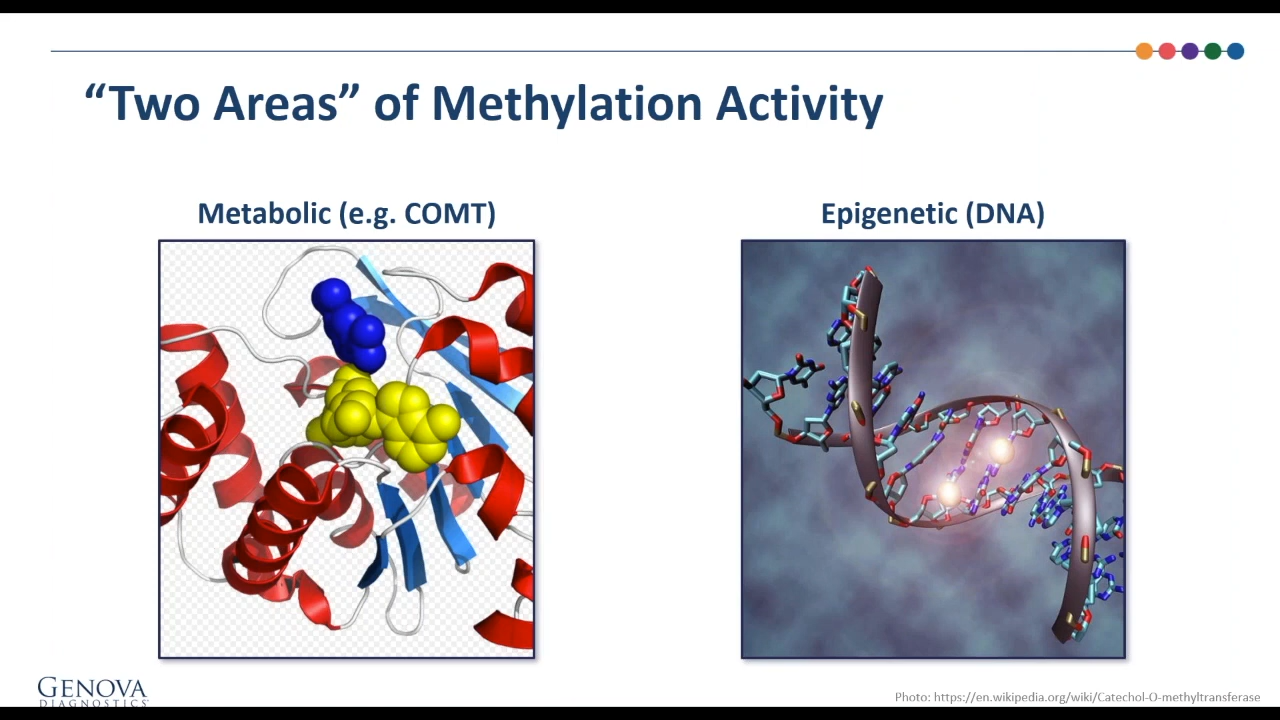 “Two Areas” of Methylation Activity
Metabolic (e.g. COMT)
Epigenetic (DNA)
GENOVA
DIAGNOSTICS
Photo: https://en.wikipedia.org/wiki/Catechol-O-methyltransferase